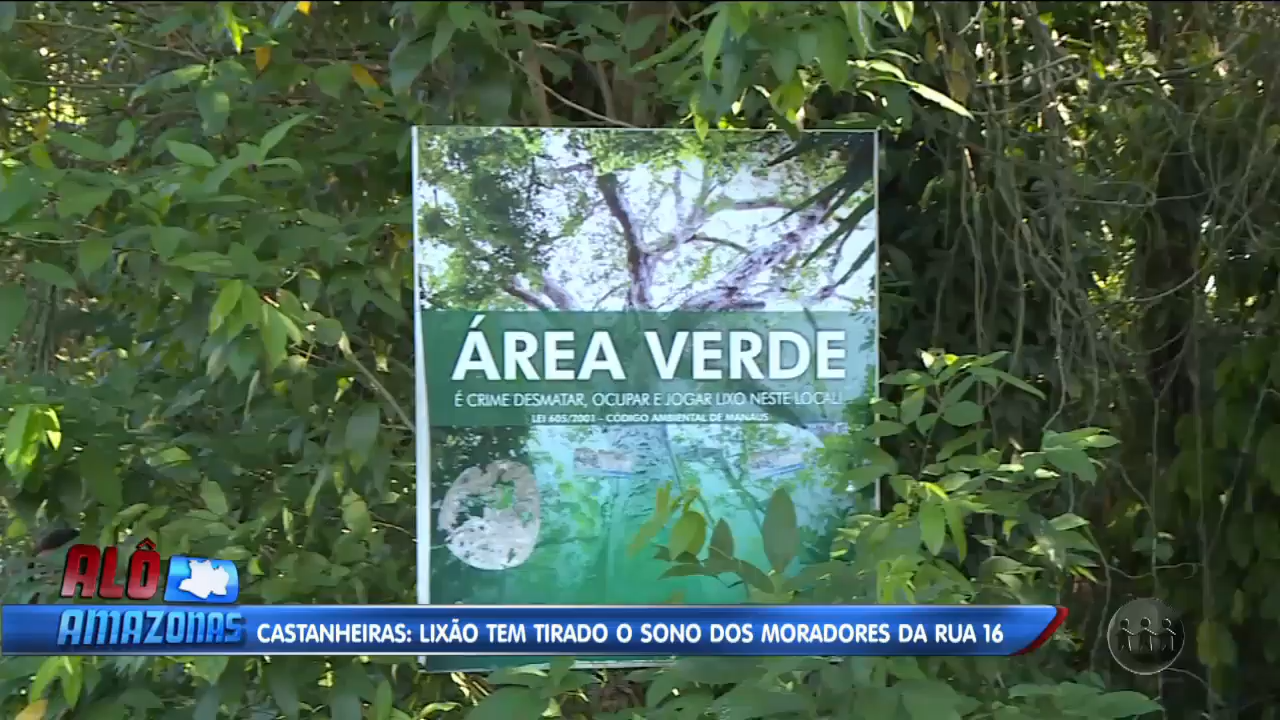 ÁREA VERDE
É CRIME DESMATAR, OCUPAR E JOGAR LIXO NESTE LOCAL!
LEI 605/2001 - CÓDIGO AMBIENTAL DE MANAUS
ALÔ
AMAZONAS
CASTANHEIRAS: LIXÃO TEM TIRADO O SONO DOS MORADORES DA RUA 16